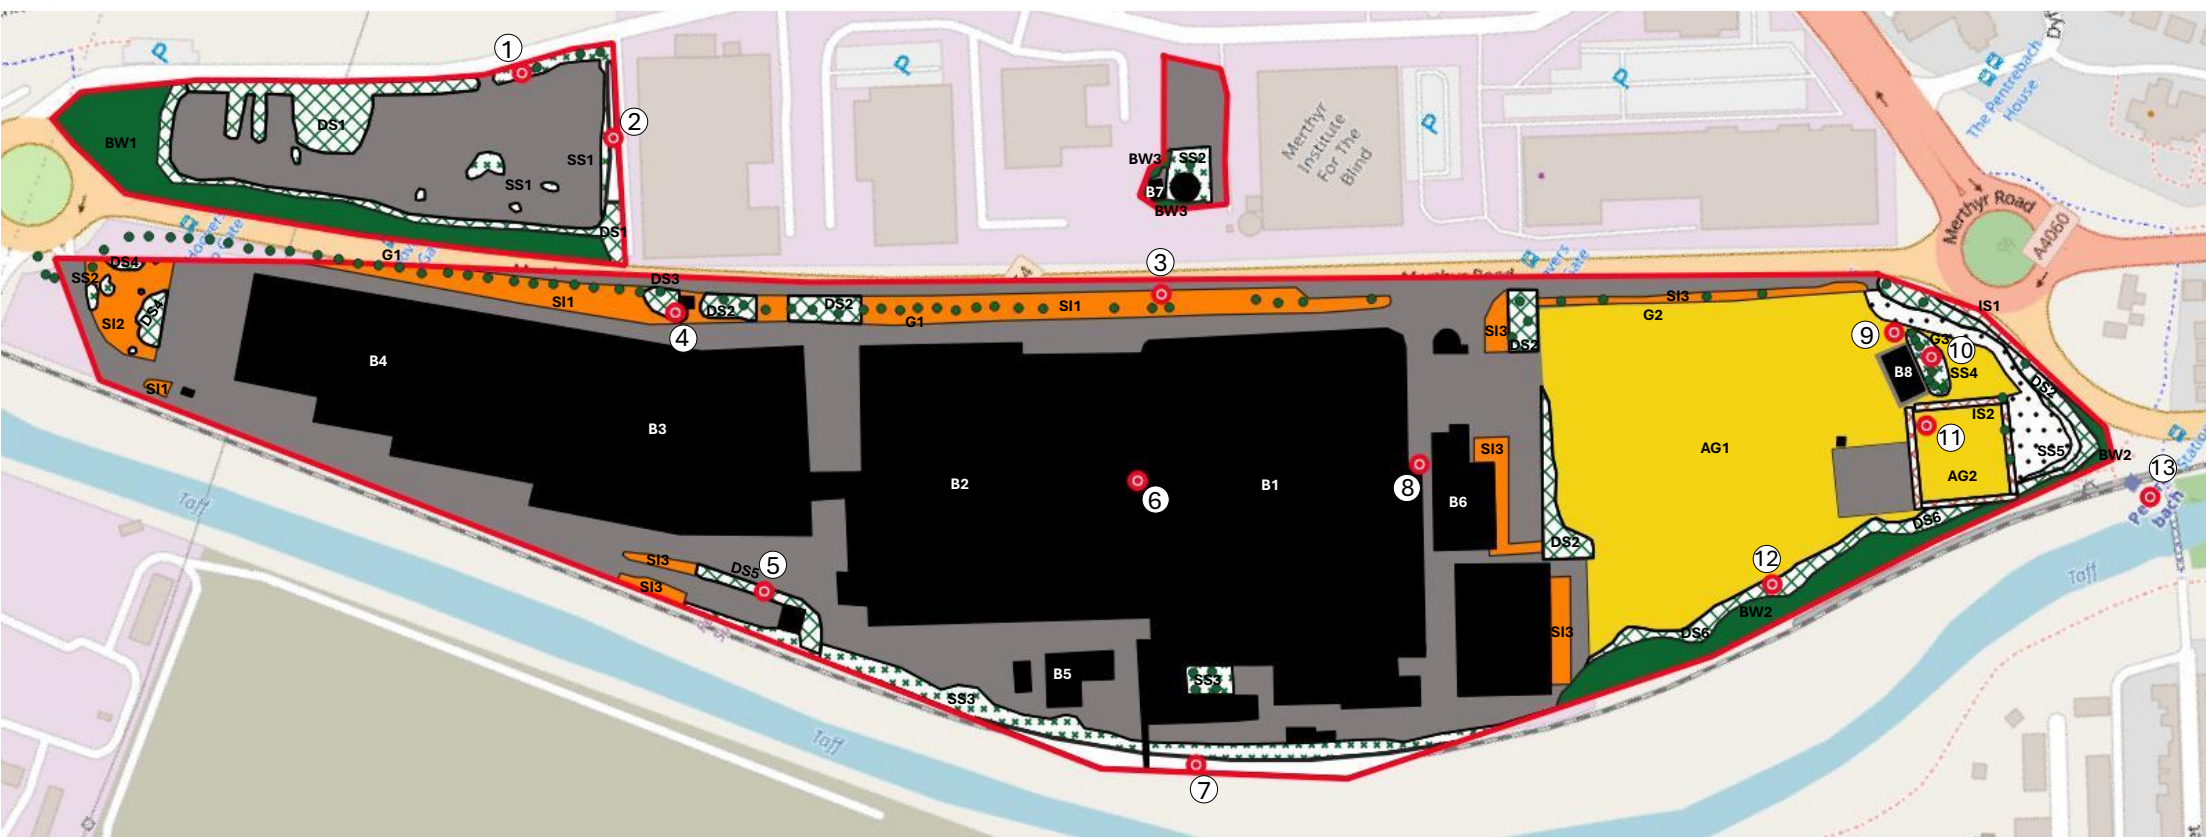 1
P
P
P
P
Dy
The Pentrebach
House
2
Merthyr
Institute
For The
Blind
BW1
DS1
SS1
SS1
BW3
SS2
B7
BW3
DS1
G1
Merthyr Road
A4060
Merthyr Road
3
DS4
SS2
DS3
SI1
DS2
DS2
SI1
G1
SI3
G2
IS1
DS4
SI2
4
SI3
DS2
9
G3
10
B8
SS4
DS2
B4
SI1
B3
IS2
11
AG1
SS5
BW2
13
AG2
B2
B1
8
B6
SI3
6
Taff
DS6
DS2
SI3
DS5
5
SI3
12
BW2
Taff
DS6
SI3
B5
SS3
SS3
Taff
7